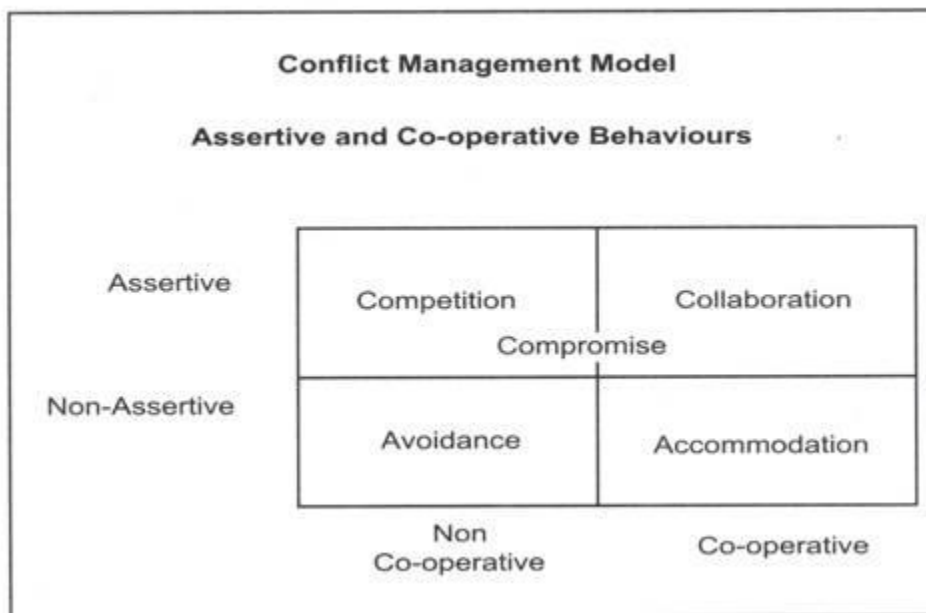 Conflict Management Model
Assertive and Co-operative Behaviours
Assertive
Competition
Collaboration
Compromise
Non-Assertive
Avoidance
Accommodation
Non
Co-operative
Co-operative